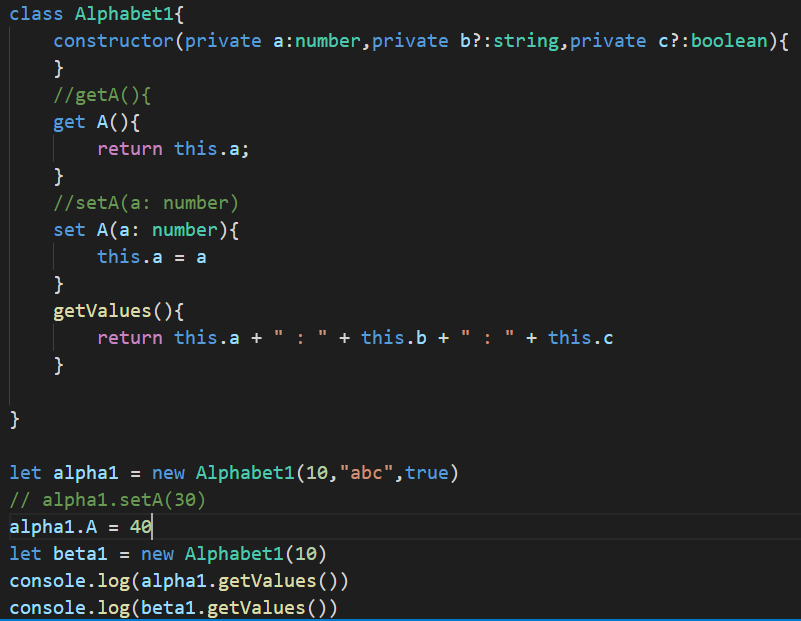 class Alphabet1{
    constructor(private a:number,private b?:string,private c?:boolean){
    }
    //getA(){
    get A(){
        return this.a;
    }
    //setA(a: number)
    set A(a: number){
        this.a = a
    }
    getValues(){
        return this.a + " : " + this.b + " : " + this.c
    }
}
let alpha1 = new Alphabet1(10,"abc",true)
// alpha1.setA(30)
alpha1.A = 40
let beta1 = new Alphabet1(10)
console.log(alpha1.getValues())
console.log(beta1.getValues())